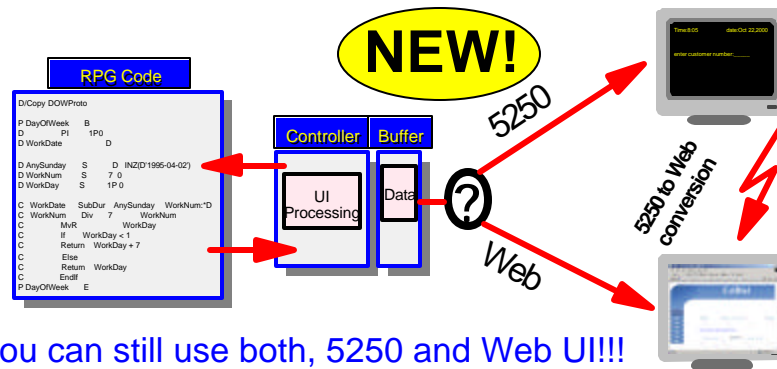 NEW!
Time:8:05 date:Oct 22,2000
enter customer number:______
RPG Code
D/Copy DOWProto
P DayOfWeek B
D PI 1P0
D WorkDate D
D AnySunday S D INZ(D'1995-04-02')
D WorkNum S 7 0
D WorkDay S 1P 0
C WorkDate SubDur AnySunday WorkNum:*D
C WorkNum Div 7 WorkNum
C MvR WorkDay
C If WorkDay < 1
C Return WorkDay + 7
C Else
C Return WorkDay
C Endif
P DayOfWeek E
Controller
Buffer
UI
Processing
Data
?
5250
Web
5250 to Web
conversion
ou can still use both, 5250 and Web UI!!!